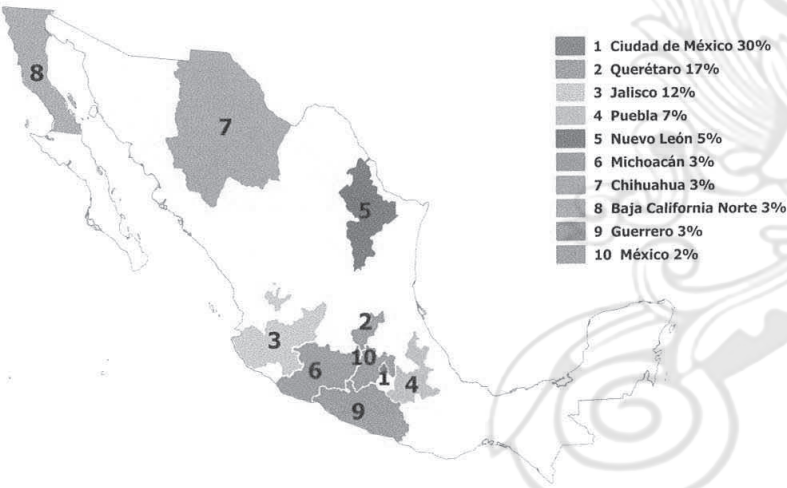 1 Ciudad de México 30%
2 Querétaro 17%
3 Jalisco 12%
4 Puebla 7%
5 Nuevo León 5%
6 Michoacán 3%
7 Chihuahua 3%
8 Baja California Norte 3%
9 Guerrero 3%
10 México 2%
8
7
5
2
3
10
6
1
4
9